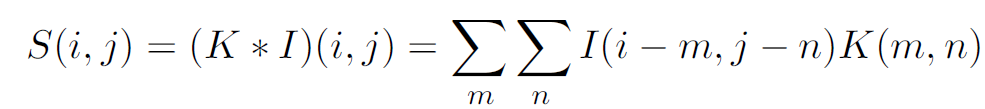 S(i, j) = (K ∗ I)(i, j) = ∑_m ∑_n I(i − m, j − n)K(m, n)